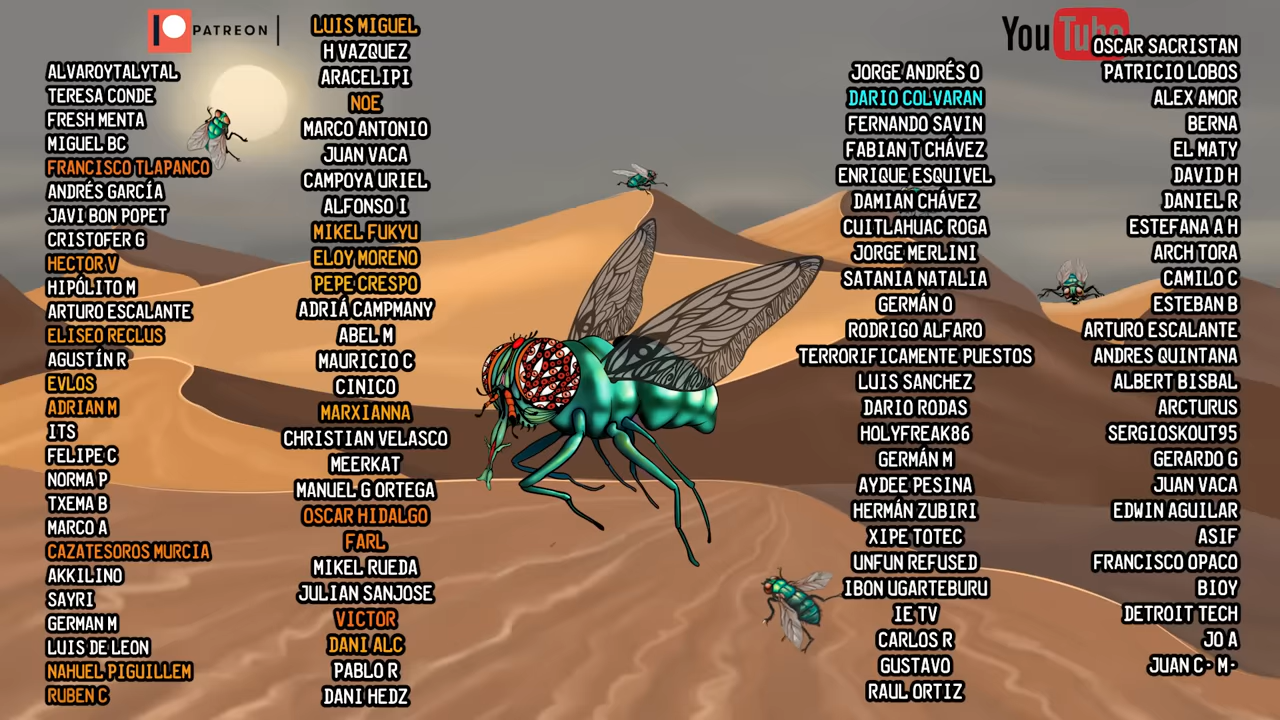 PATREON
ALVAROYTALYTAL
TERESA CONDE
FRESH MENTA
MIGUEL BC
FRANCISCO TLAPANCO
ANDRÉS GARCÍA
JAVI BON POPET
CRISTOFER G
HECTOR V
HIPÓLITO M
ARTURO ESCALANTE
ELISEO RECLUS
AGUSTÍN R
EVLOS
ADRIAN M
ITS
FELIPE C
NORMA P
TXEMA B
MARCO A
CAZATESOROS MURCIA
AKKILINO
SAYRI
GERMAN M
LUIS DE LEON
NAHUEL PIGUILLEM
RUBEN C
LUIS MIGUEL
H VAZQUEZ
ARACELIPI
NOE
MARCO ANTONIO
JUAN VACA
CAMPOYA URIEL
ALFONSO I
MIKEL FUKYU
ELOY MORENO
PEPE CRESPO
ADRIÁ CAMPMANY
ABEL M
MAURICIO C
CINICO
MARXIANNA
CHRISTIAN VELASCO
MEERKAT
MANUEL G ORTEGA
OSCAR HIDALGO
FARL
MIKEL RUEDA
JULIAN SANJOSE
VICTOR
DANI ALC
PABLO R
DANI HEDZ
JORGE ANDRÉS O
DARIO COLVARAN
FERNANDO SAVIN
FABIAN T CHÁVEZ
ENRIQUE ESQUIVEL
DAMIAN CHÁVEZ
CUITLAHUAC ROGA
JORGE MERLINI
SATANIA NATALIA
GERMÁN O
RODRIGO ALFARO
TERRORIFICAMENTE PUESTOS
LUIS SANCHEZ
DARIO RODAS
HOLYFREAK86
GERMÁN M
AYDEE PESINA
HERMÁN ZUBIRI
XIPE TOTEC
UNFUN REFUSED
IBON UGARTEBURU
IE TV
CARLOS R
GUSTAVO
RAUL ORTIZ
YouTube
OSCAR SACRISTAN
PATRICIO LOBOS
ALEX AMOR
BERNA
EL MATY
DAVID H
DANIEL R
ESTEFANA A H
ARCH TORA
CAMILO C
ESTEBAN B
ARTURO ESCALANTE
ANDRES QUINTANA
ALBERT BISBAL
ARCTURUS
SERGIOSKOUT95
GERARDO G
JUAN VACA
EDWIN AGUILAR
ASIF
FRANCISCO OPACO
BIOY
DETROIT TECH
JO A
JUAN C- M-